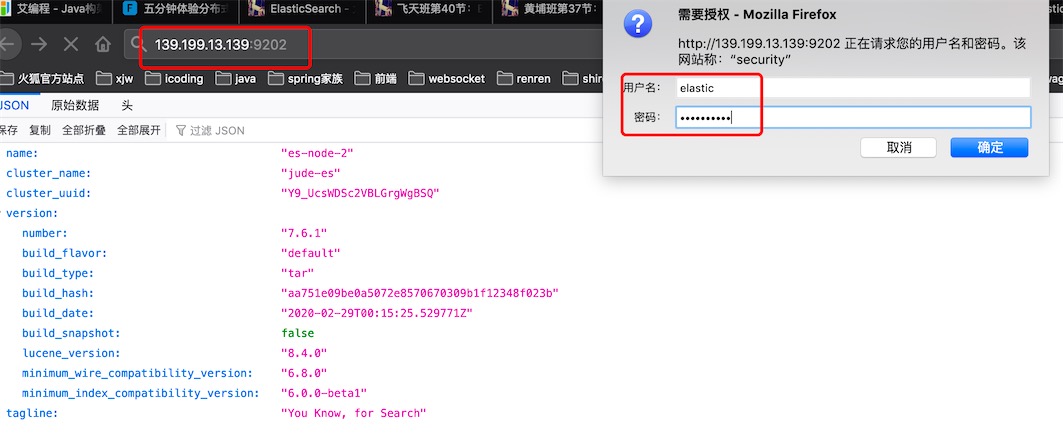 艾编程 - Java构
五分钟体验分布式
ElasticSearch -
飞天班第40节：E
黄埔班第37节：
139.199.13.139:9202
火狐官方站点
xjw
icoding
java
spring家族
前端
websocket
renren
shir
JSON
原始数据
头
保存
复制
全部折叠
全部展开
过滤 JSON
name: "es-node-2"
cluster_name: "jude-es"
cluster_uuid: "Y9_UcsWDSc2VBLGrgWgBSQ"
version:
number: "7.6.1"
build_flavor: "default"
build_type: "tar"
build_hash: "aa751e09be0a5072e8570670309b1f12348f023b"
build_date: "2020-02-29T00:15:25.529771Z"
build_snapshot: false
lucene_version: "8.4.0"
minimum_wire_compatibility_version: "6.8.0"
minimum_index_compatibility_version: "6.0.0-beta1"
tagline: "You Know, for Search"
需要授权 - Mozilla Firefox
http://139.199.13.139:9202 正在请求您的用户名和密码。该
网站称：“security”
用户名： elastic
密码： ••••••••••
取消
确定